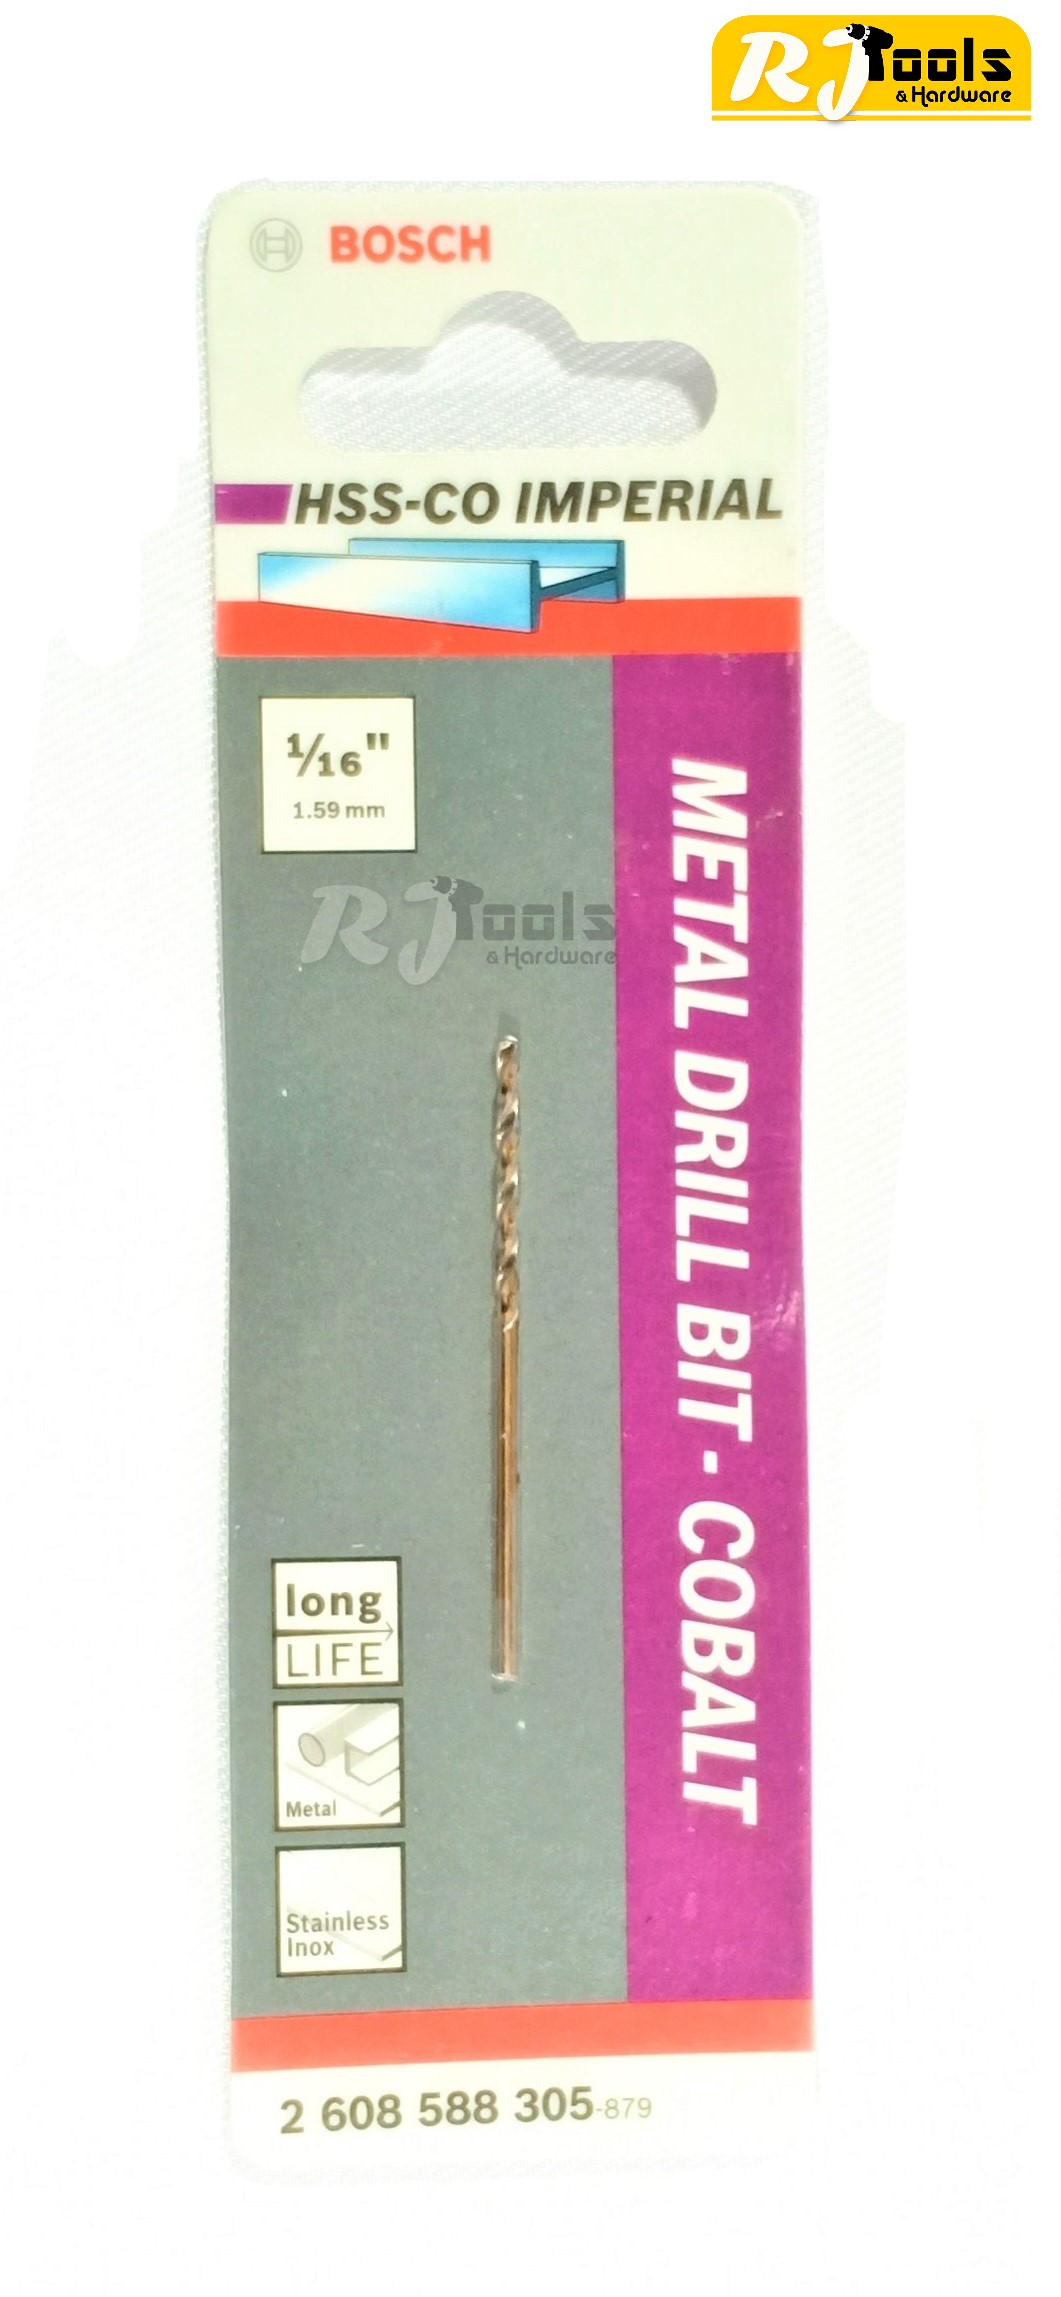 RJ Tools
& Hardware
BOSCH
HSS-CO IMPERIAL
1/16"
1.59 mm
RJ Tools
& Hardware
METAL DRILL BIT - COBALT
long
LIFE
Metal
Stainless
Inox
2 608 588 305-879